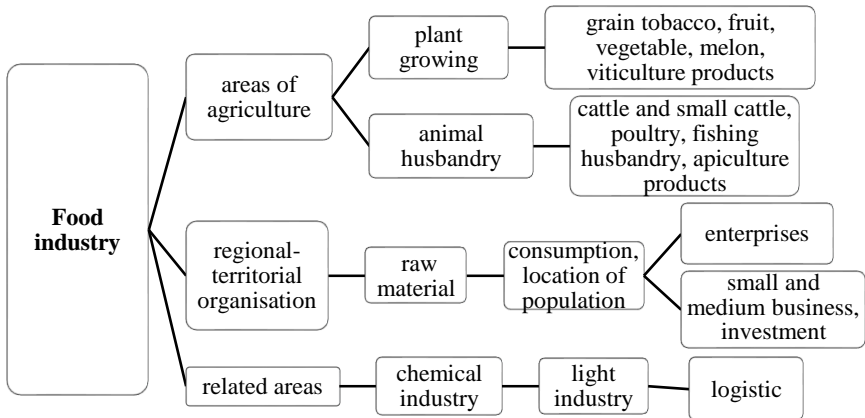 Food
industry
areas of
agriculture
plant
growing
grain tobacco, fruit,
vegetable, melon,
viticulture products
animal
husbandry
cattle and small cattle,
poultry, fishing
husbandry, apiculture
products
regional-
territorial
organisation
raw
material
consumption,
location of
population
enterprises
small and
medium business,
investment
related areas
chemical
industry
light
industry
logistic